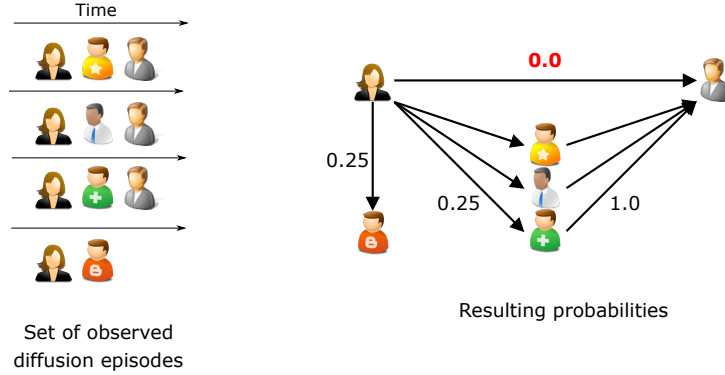 Time
0.0
0.25
0.25
1.0
Resulting probabilities
Set of observed
diffusion episodes